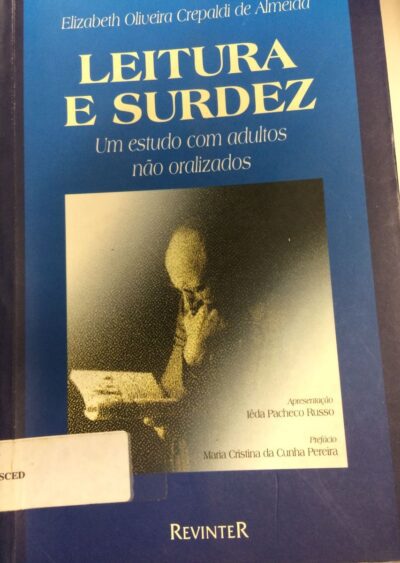 Elizabeth Oliveira Crepaldi de Almeida
LEITURA
E SURDEZ
Um estudo com adultos
não oralizados
Apresentação
Iêda Pacheco Russo
Prefácio
Maria Cristina da Cunha Pereira
SCED
REVINTER